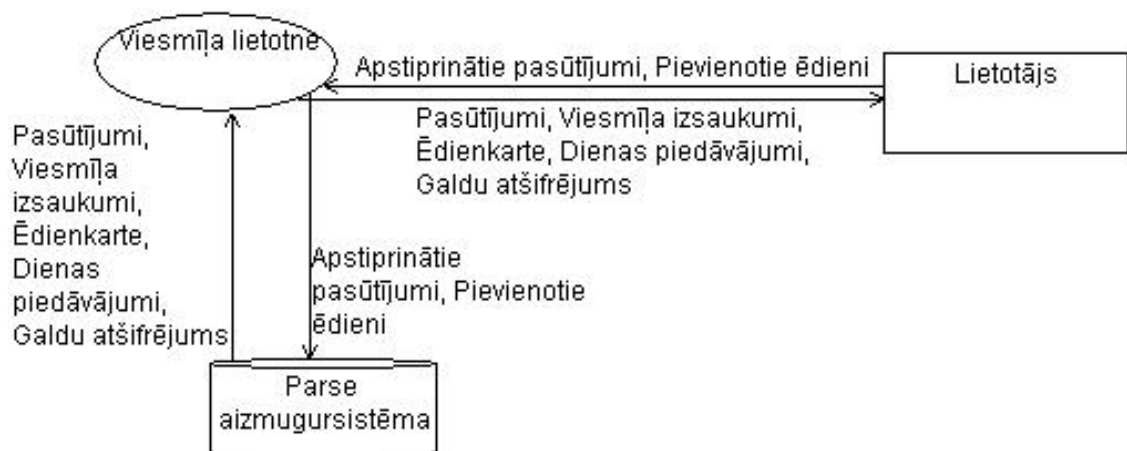 Viesmīļa lietotne
Apstiprinātie pasūtījumi, Pievienotie ēdieni
Lietotājs
Pasūtījumi, Viesmīļa izsaukumi,
Ēdienkarte, Dienas piedāvājumi,
Galdu atšifrējums
Pasūtījumi,
Viesmīļa
izsaukumi,
Ēdienkarte,
Dienas
piedāvājumi,
Galdu atšifrējums
Apstiprinātie
pasūtījumi, Pievienotie
ēdieni
Parse
aizmugursistēma